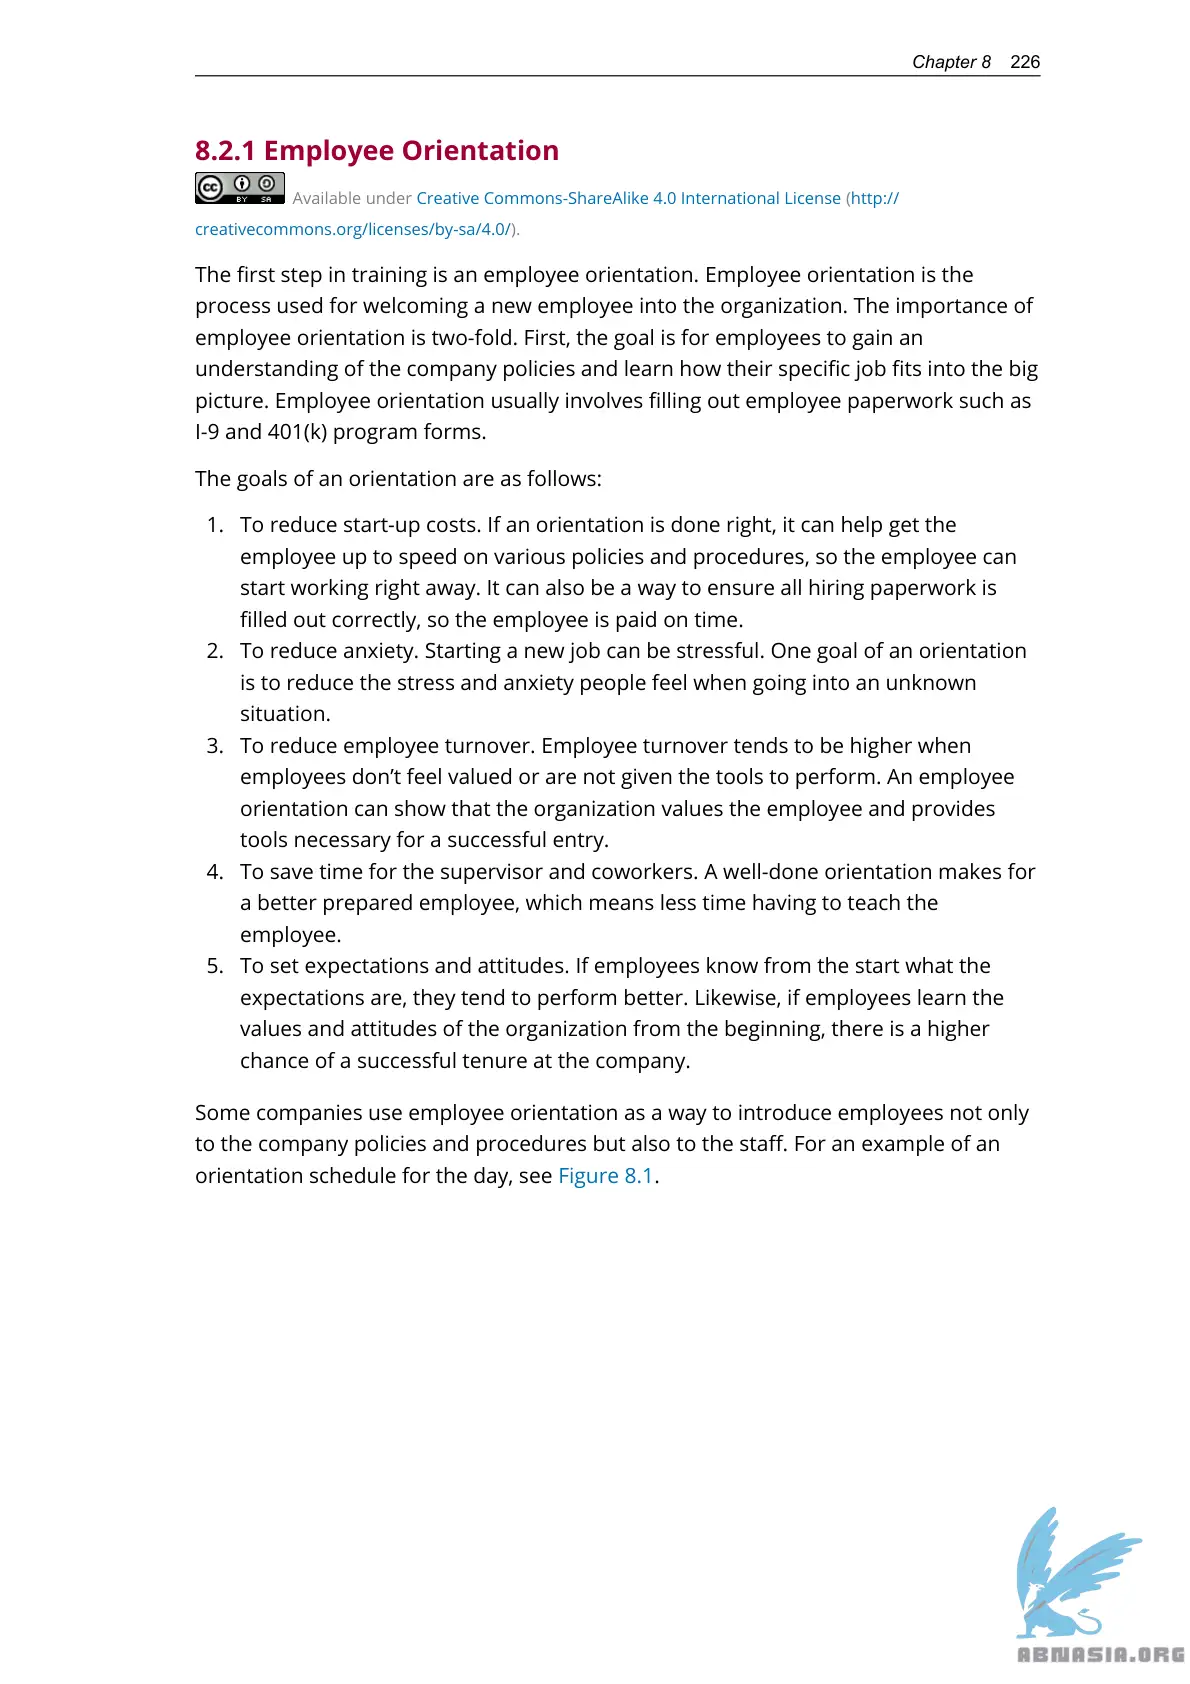 Chapter 8 226
8.2.1 Employee Orientation
cc BY SA Available under Creative Commons-ShareAlike 4.0 International License (http://
creativecommons.org/licenses/by-sa/4.0/).
The first step in training is an employee orientation. Employee orientation is the
process used for welcoming a new employee into the organization. The importance of
employee orientation is two-fold. First, the goal is for employees to gain an
understanding of the company policies and learn how their specific job fits into the big
picture. Employee orientation usually involves filling out employee paperwork such as
I-9 and 401(k) program forms.
The goals of an orientation are as follows:
1. To reduce start-up costs. If an orientation is done right, it can help get the
employee up to speed on various policies and procedures, so the employee can
start working right away. It can also be a way to ensure all hiring paperwork is
filled out correctly, so the employee is paid on time.
2. To reduce anxiety. Starting a new job can be stressful. One goal of an orientation
is to reduce the stress and anxiety people feel when going into an unknown
situation.
3. To reduce employee turnover. Employee turnover tends to be higher when
employees don’t feel valued or are not given the tools to perform. An employee
orientation can show that the organization values the employee and provides
tools necessary for a successful entry.
4. To save time for the supervisor and coworkers. A well-done orientation makes for
a better prepared employee, which means less time having to teach the
employee.
5. To set expectations and attitudes. If employees know from the start what the
expectations are, they tend to perform better. Likewise, if employees learn the
values and attitudes of the organization from the beginning, there is a higher
chance of a successful tenure at the company.
Some companies use employee orientation as a way to introduce employees not only
to the company policies and procedures but also to the staff. For an example of an
orientation schedule for the day, see Figure 8.1.
ABNASIA.ORG